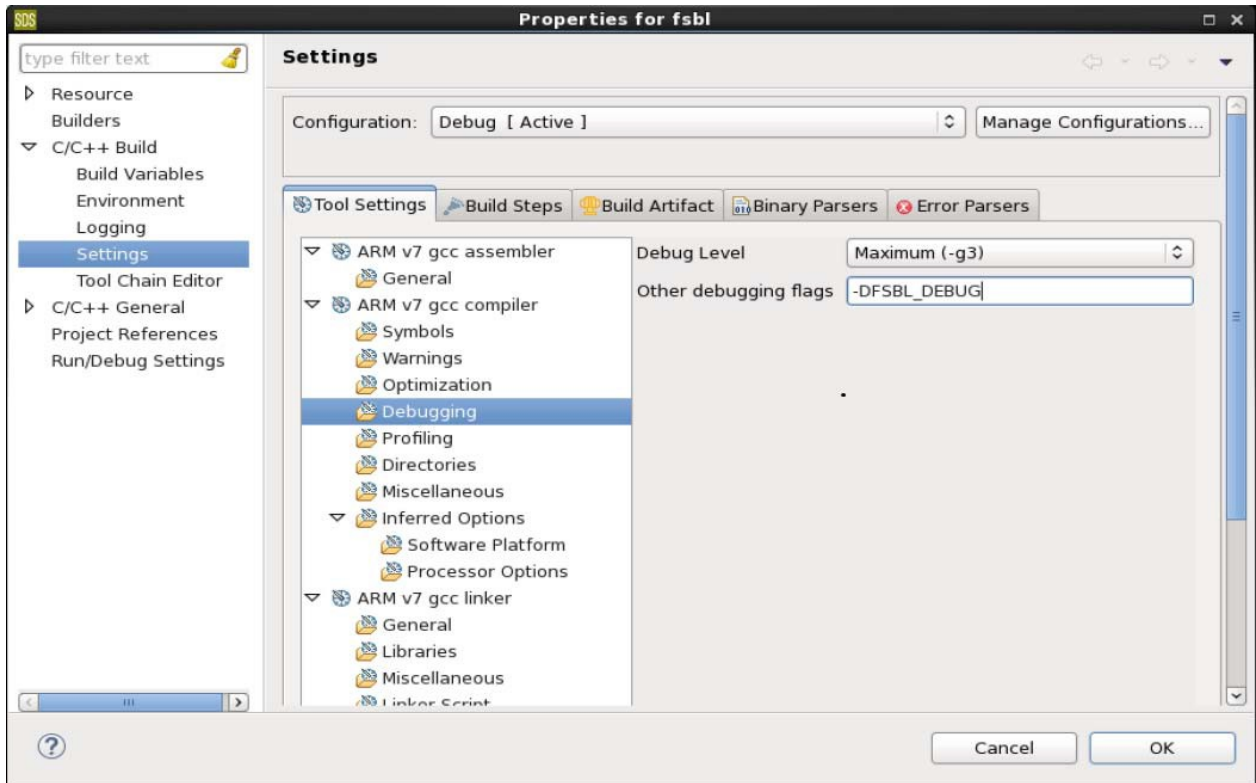 SDS
Properties for fsbl
type filter text
Resource
Builders
C/C++ Build
Build Variables
Environment
Logging
Settings
Tool Chain Editor
C/C++ General
Project References
Run/Debug Settings
Settings
Configuration: Debug [ Active ] Manage Configurations...
Tool Settings Build Steps Build Artifact 010 Binary Parsers Error Parsers
ARM v7 gcc assembler
General
ARM v7 gcc compiler
Symbols
Warnings
Optimization
Debugging
Profiling
Directories
Miscellaneous
Inferred Options
Software Platform
Processor Options
ARM v7 gcc linker
General
Libraries
Miscellaneous
Linker Script
Debug Level Maximum (-g3)
Other debugging flags -DFSBL_DEBUG
? Cancel OK